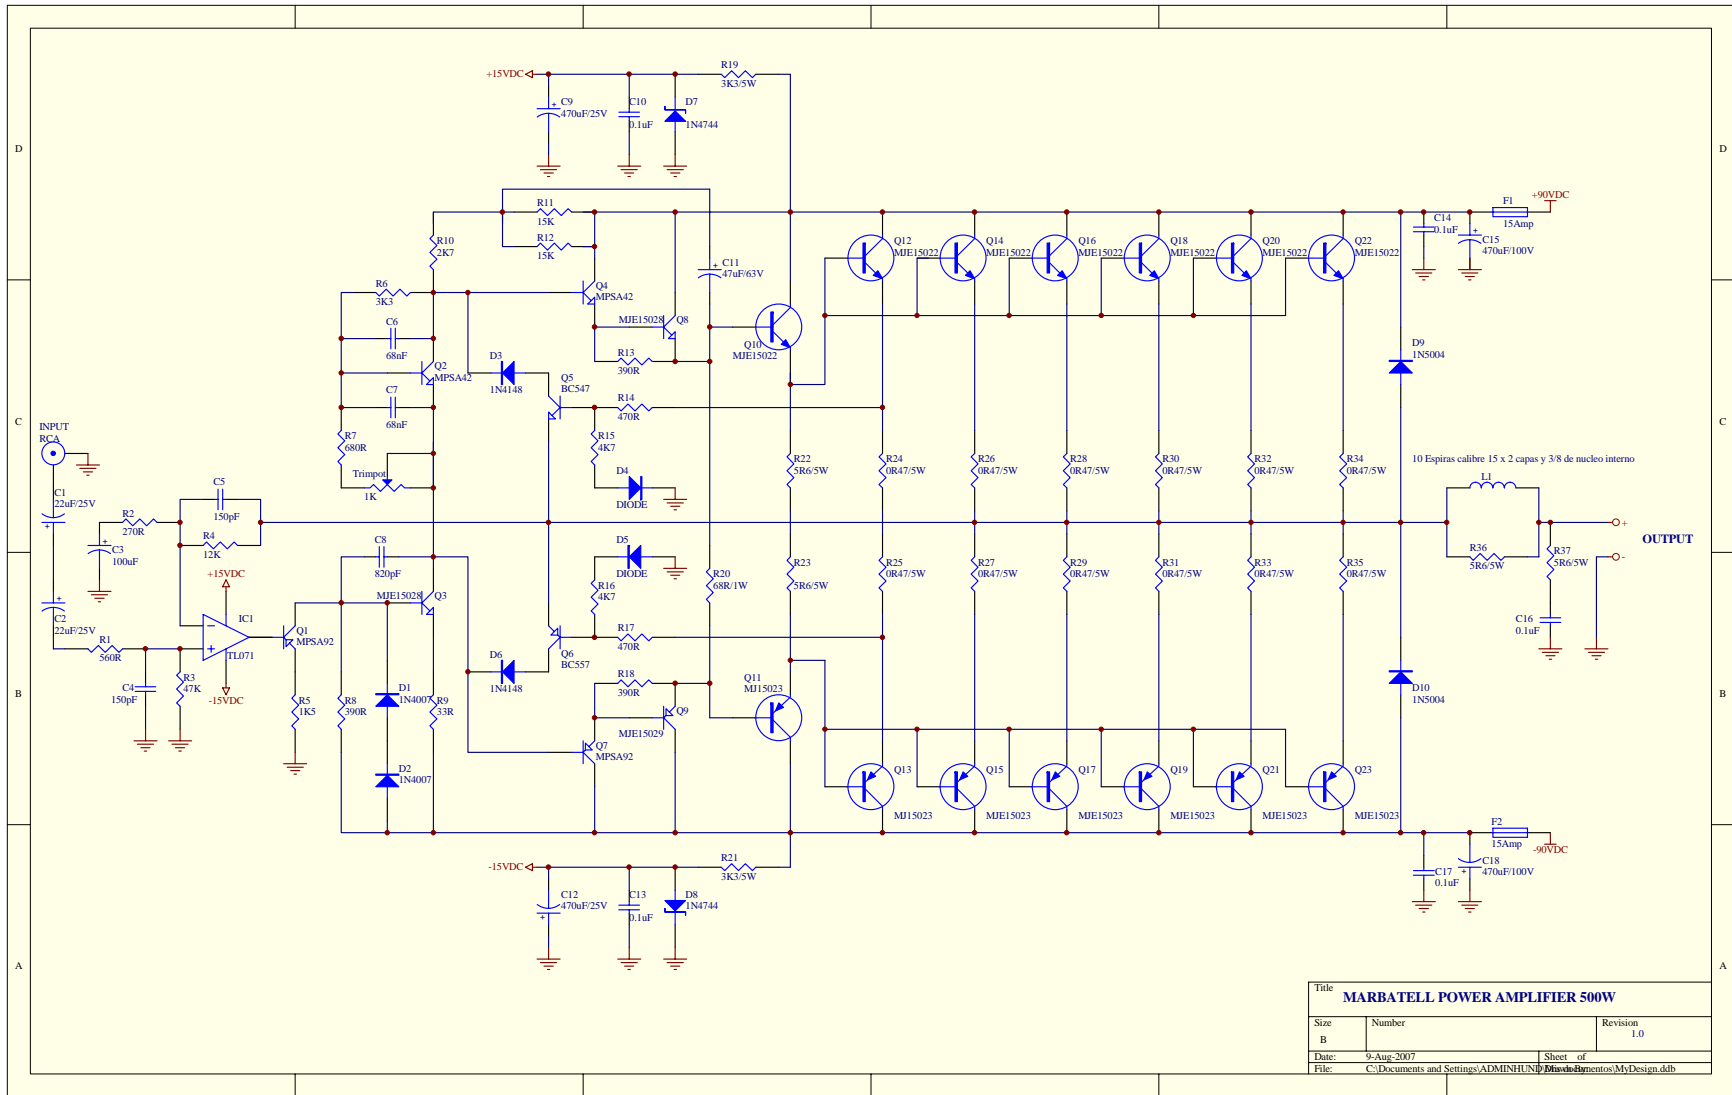 +15VDC
R19
3K3/5W
C9
470uF/25V
C10
0.1uF
D7
1N4744
D
D
R11
15K
R12
15K
R10
2K7
C11
47uF/63V
Q12
MJE15022
Q14
MJE15022
Q16
MJE15022
Q18
MJE15022
Q20
MJE15022
Q22
MJE15022
C14
0.1uF
C15
470uF/100V
F1
15Amp
+90VDC
R6
3K3
C6
68nF
Q2
MPSA42
C7
68nF
R7
680R
Trimpot
1K
Q4
MPSA42
MJE15028
Q8
R13
390R
Q10
MJE15022
D3
1N4148
Q5
BC547
R14
470R
R15
4K7
D4
DIODE
D9
1N5004
C
C
INPUT
RCA
C1
22uF/25V
R2
270R
C3
100uF
C5
150pF
R4
12K
R22
5R6/5W
R24
0R47/5W
R26
0R47/5W
R28
0R47/5W
R30
0R47/5W
R32
0R47/5W
R34
0R47/5W
10 Espiras calibre 15 x 2 capas y 3/8 de nucleo interno
L1
+
-
OUTPUT
R36
5R6/5W
R37
5R6/5W
C16
0.1uF
C2
22uF/25V
R1
560R
C4
150pF
R3
47K
+15VDC
IC1
TL071
-15VDC
Q1
MPSA92
R5
1K5
C8
820pF
MJE15028
Q3
R8
390R
D1
1N4007
R9
33R
D2
1N4007
D5
DIODE
R16
4K7
R17
470R
Q6
BC557
D6
1N4148
R18
390R
Q9
MJE15029
Q7
MPSA92
R20
68R/1W
R23
5R6/5W
R25
0R47/5W
R27
0R47/5W
R29
0R47/5W
R31
0R47/5W
R33
0R47/5W
R35
0R47/5W
Q11
MJ15023
D10
1N5004
B
B
Q13
MJ15023
Q15
MJE15023
Q17
MJE15023
Q19
MJE15023
Q21
MJE15023
Q23
MJE15023
F2
15Amp
-90VDC
C17
0.1uF
C18
470uF/100V
-15VDC
R21
3K3/5W
C12
470uF/25V
C13
0.1uF
D8
1N4744
A
A
Title
MARBATELL POWER AMPLIFIER 500W
Size
B
Number
Revision
1.0
Date:
9-Aug-2007
Sheet of
File:
C:\Documents and Settings\ADMINHUND\Mis documentos\MyDesign.ddb